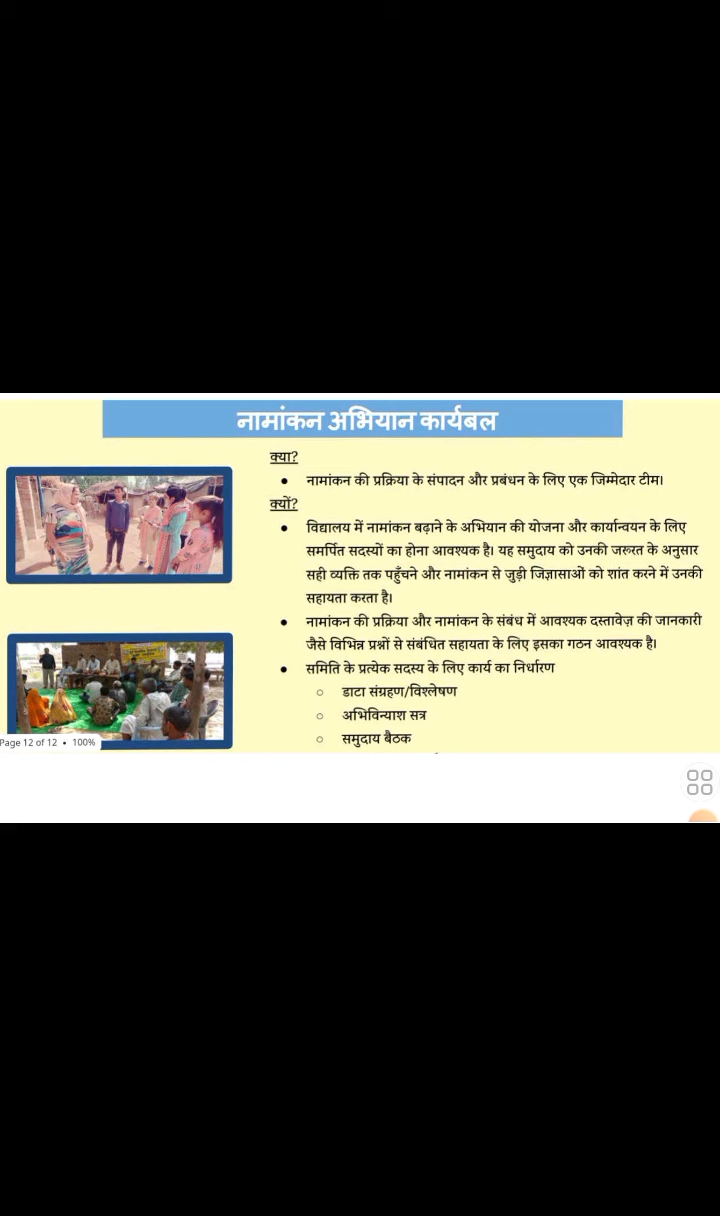 नामांकन अभियान कार्यबल
क्या?
● नामांकन की प्रक्रिया के संपादन और प्रबंधन के लिए एक जिम्मेदार टीम।
क्यों?
● विद्यालय में नामांकन बढ़ाने के अभियान की योजना और कार्यान्वयन के लिए
समर्पित सदस्यों का होना आवश्यक है। यह समुदाय को उनकी जरूरत के अनुसार
सही व्यक्ति तक पहुँचने और नामांकन से जुड़ी जिज्ञासाओं को शांत करने में उनकी
सहायता करता है।
● नामांकन की प्रक्रिया और नामांकन के संबंध में आवश्यक दस्तावेज़ की जानकारी
जैसे विभिन्न प्रश्नों से संबंधित सहायता के लिए इसका गठन आवश्यक है।
● समिति के प्रत्येक सदस्य के लिए कार्य का निर्धारण
○ डाटा संग्रहण/विश्लेषण
○ अभिविन्याश सत्र
○ समुदाय बैठक
Page 12 of 12 • 100%